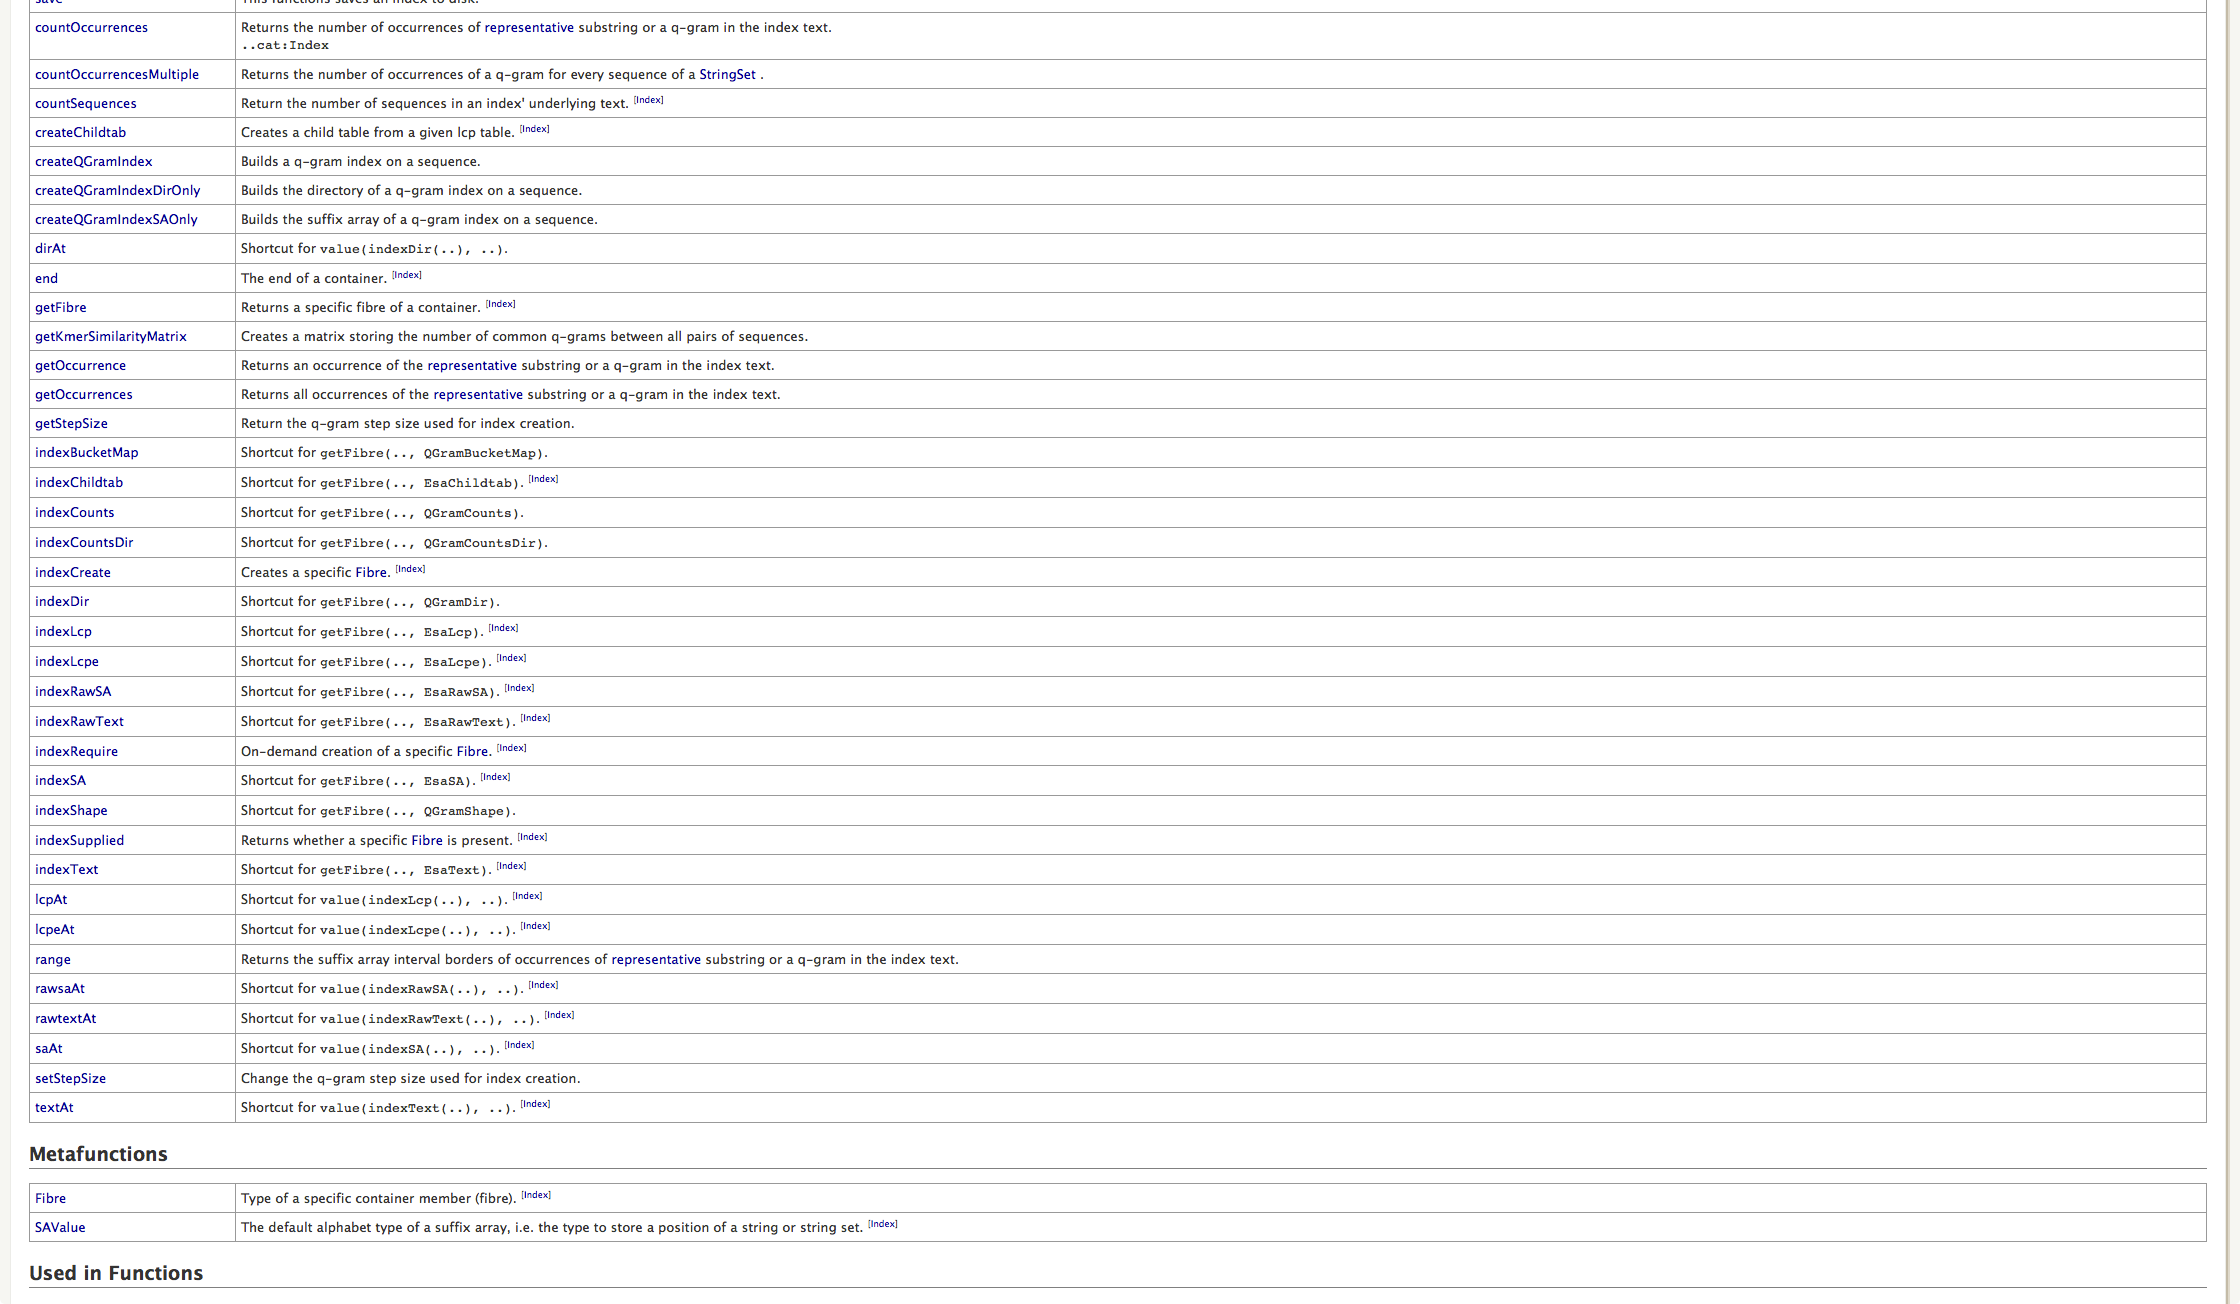 save This functions saves an index to disk.
countOccurrences Returns the number of occurrences of representative substring or a q-gram in the index text.
..cat:Index
countOccurrencesMultiple Returns the number of occurrences of a q-gram for every sequence of a StringSet .
countSequences Return the number of sequences in an index' underlying text. [Index]
createChildtab Creates a child table from a given lcp table. [Index]
createQGramIndex Builds a q-gram index on a sequence.
createQGramIndexDirOnly Builds the directory of a q-gram index on a sequence.
createQGramIndexSAOnly Builds the suffix array of a q-gram index on a sequence.
dirAt Shortcut for value(indexDir(..), ..).
end The end of a container. [Index]
getFibre Returns a specific fibre of a container. [Index]
getKmerSimilarityMatrix Creates a matrix storing the number of common q-grams between all pairs of sequences.
getOccurrence Returns an occurrence of the representative substring or a q-gram in the index text.
getOccurrences Returns all occurrences of the representative substring or a q-gram in the index text.
getStepSize Return the q-gram step size used for index creation.
indexBucketMap Shortcut for getFibre(.., QGramBucketMap).
indexChildtab Shortcut for getFibre(.., EsaChildtab). [Index]
indexCounts Shortcut for getFibre(.., QGramCounts).
indexCountsDir Shortcut for getFibre(.., QGramCountsDir).
indexCreate Creates a specific Fibre. [Index]
indexDir Shortcut for getFibre(.., QGramDir).
indexLcp Shortcut for getFibre(.., EsaLcp). [Index]
indexLcpe Shortcut for getFibre(.., EsaLcpe). [Index]
indexRawSA Shortcut for getFibre(.., EsaRawSA). [Index]
indexRawText Shortcut for getFibre(.., EsaRawText). [Index]
indexRequire On-demand creation of a specific Fibre. [Index]
indexSA Shortcut for getFibre(.., EsaSA). [Index]
indexShape Shortcut for getFibre(.., QGramShape).
indexSupplied Returns whether a specific Fibre is present. [Index]
indexText Shortcut for getFibre(.., EsaText). [Index]
lcpAt Shortcut for value(indexLcp(..), ..). [Index]
lcpeAt Shortcut for value(indexLcpe(..), ..). [Index]
range Returns the suffix array interval borders of occurrences of representative substring or a q-gram in the index text.
rawsaAt Shortcut for value(indexRawSA(..), ..). [Index]
rawtextAt Shortcut for value(indexRawText(..), ..). [Index]
saAt Shortcut for value(indexSA(..), ..). [Index]
setStepSize Change the q-gram step size used for index creation.
textAt Shortcut for value(indexText(..), ..). [Index]
Metafunctions
Fibre Type of a specific container member (fibre). [Index]
SAValue The default alphabet type of a suffix array, i.e. the type to store a position of a string or string set. [Index]
Used in Functions